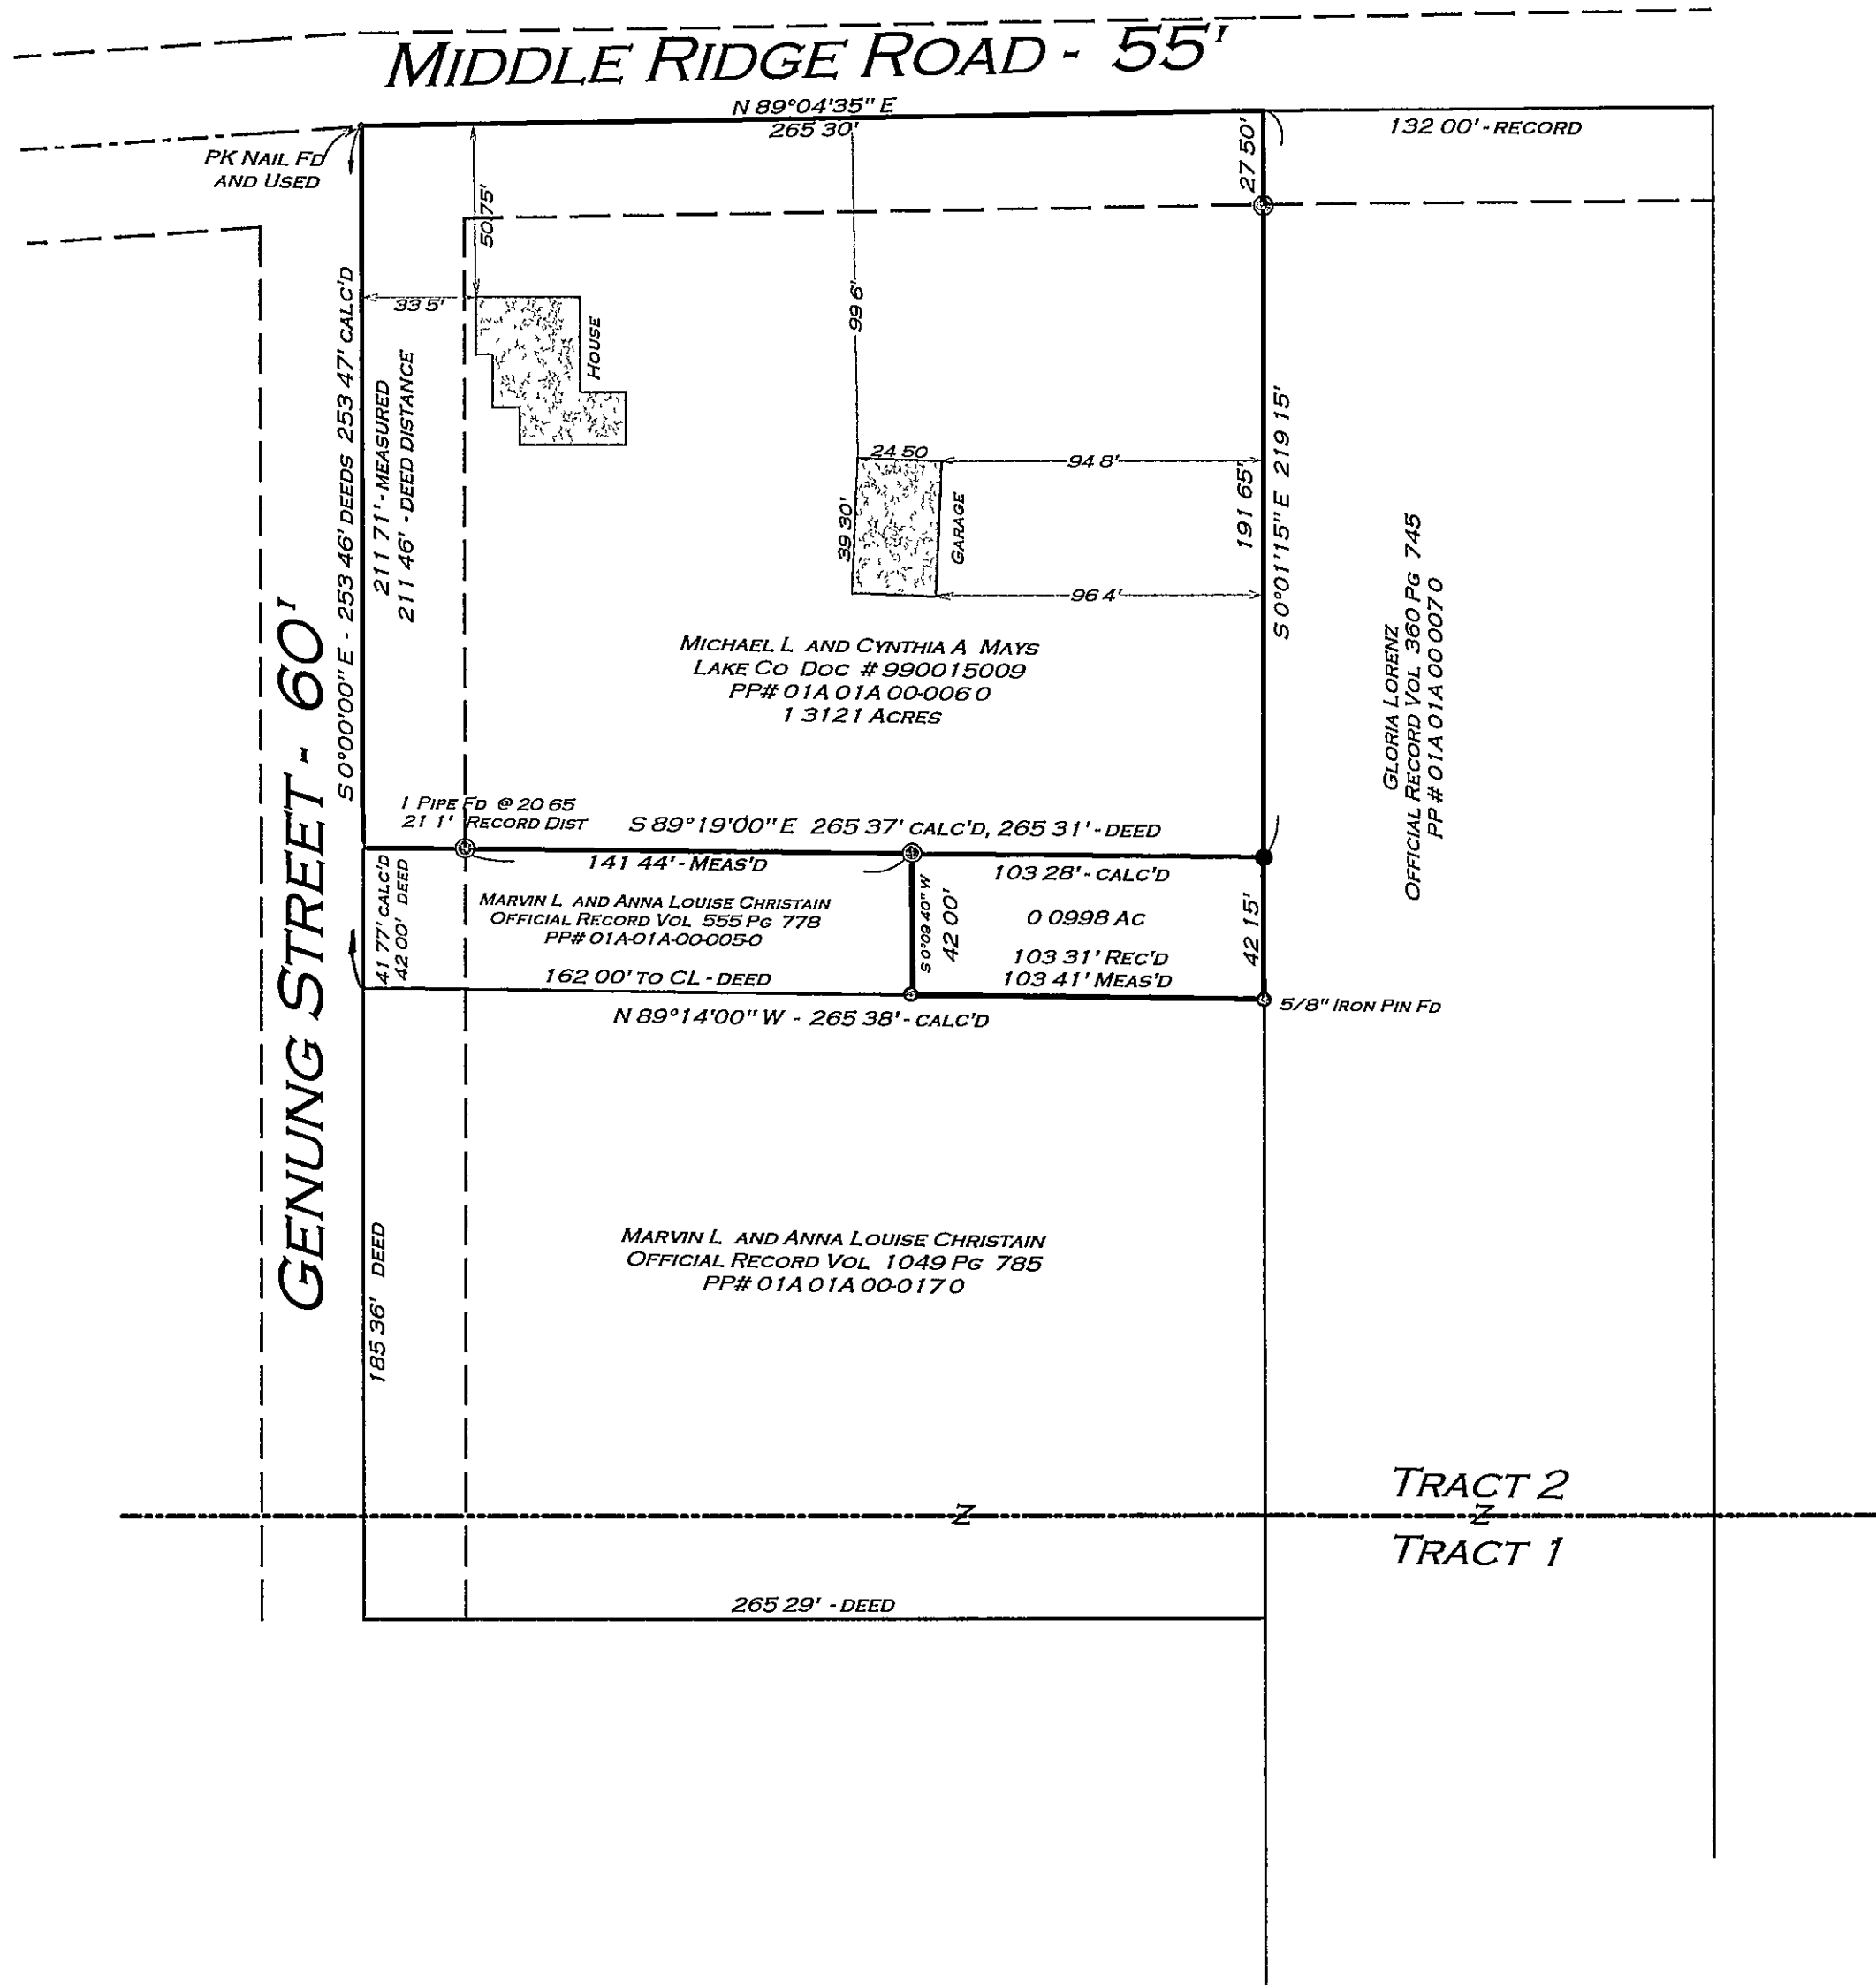 MIDDLE RIDGE ROAD - 55'
N 89°04'35" E
265 30'
132 00' - RECORD
PK NAIL FD
AND USED
27 50'
50 75'
33 5'
HOUSE
99 6'
S 0°00'00" E - 253 46' DEEDS 253 47' CALC'D
211 71' - MEASURED
211 46' - DEED DISTANCE
24 50
94 8'
39 30'
GARAGE
96 4'
191 65'
S 0°01'15" E 219 15'
GLORIA LORENZ
OFFICIAL RECORD VOL 360 PG 745
PP# 01A 01A 00 007 0
MICHAEL L AND CYNTHIA A MAYS
LAKE CO DOC #990015009
PP# 01A 01A 00-006 0
1 3121 ACRES
GENUNG STREET - 60'
I PIPE FD @ 20 65
21 1' RECORD DIST
S 89°19'00" E 265 37' CALC'D, 265 31' - DEED
141 44' - MEAS'D
103 28' - CALC'D
41 77' CALC'D
42 00' DEED
MARVIN L AND ANNA LOUISE CHRISTAIN
OFFICIAL RECORD VOL 555 PG 778
PP# 01A-01A-00-005-0
S 0°09 40" W
42 00'
0 0998 AC
103 31' REC'D
103 41' MEAS'D
42 15'
162 00' TO CL - DEED
5/8" IRON PIN FD
N 89°14'00" W - 265 38' - CALC'D
MARVIN L AND ANNA LOUISE CHRISTAIN
OFFICIAL RECORD VOL 1049 PG 785
PP# 01A 01A 00-017 0
185 36' DEED
TRACT 2
Z
Z
TRACT 1
265 29' - DEED